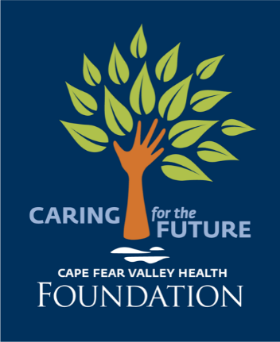 CARING for the
FUTURE
CAPE FEAR VALLEY HEALTH
FOUNDATION